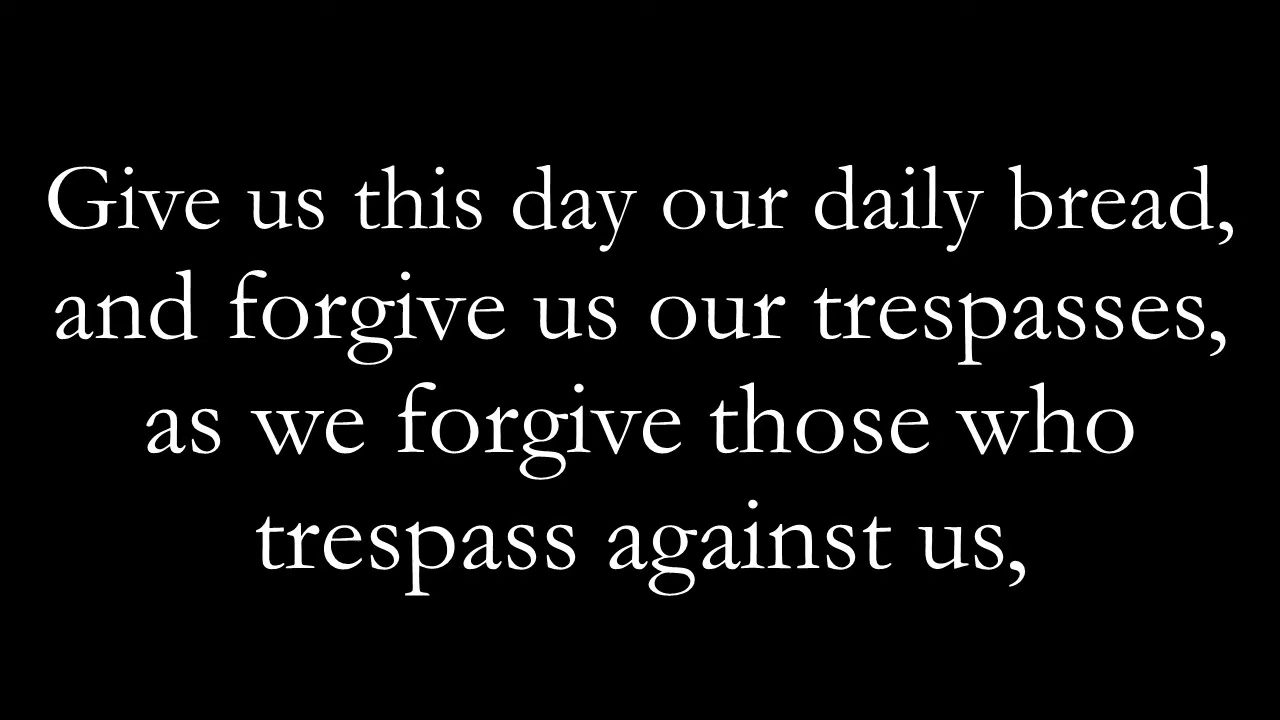 Give us this day our daily bread,
and forgive us our trespasses,
as we forgive those who
trespass against us,